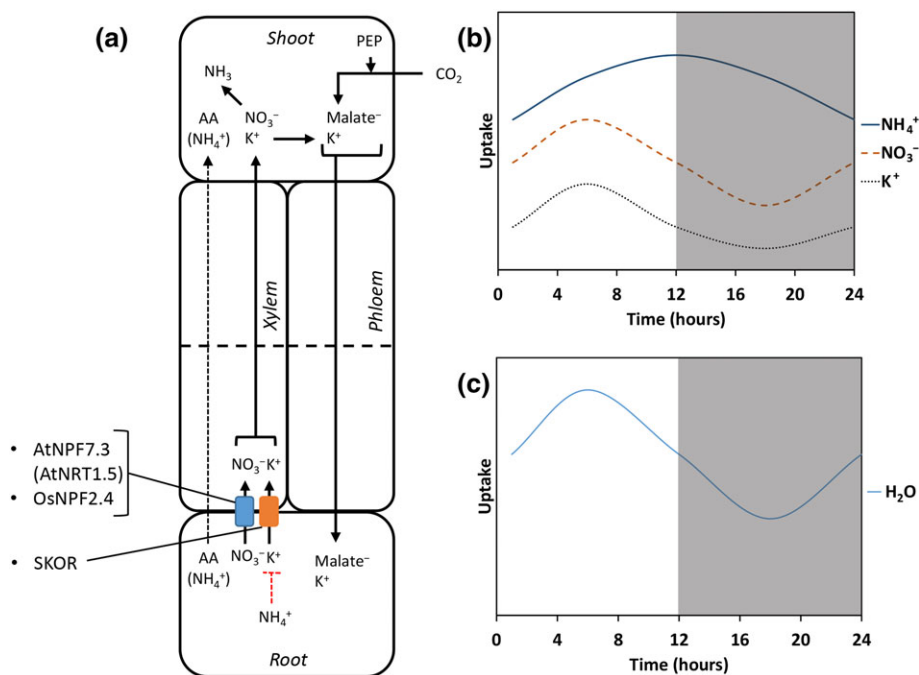 (a)
Shoot
PEP
CO₂
NH₃
NO₃⁻
K⁺
AA
(NH₄⁺)
Malate⁻
K⁺
Xylem
Phloem
• AtNPF7.3
(AtNRT1.5)
• OsNPF2.4
• SKOR
NO₃⁻K⁺
AA
(NH₄⁺)
NO₃⁻K⁺
Malate⁻
K⁺
NH₄⁺
Root
(b)
Uptake
NH₄⁺
NO₃⁻
K⁺
0 4 8 12 16 20 24
Time (hours)
(c)
Uptake
H₂O
0 4 8 12 16 20 24
Time (hours)